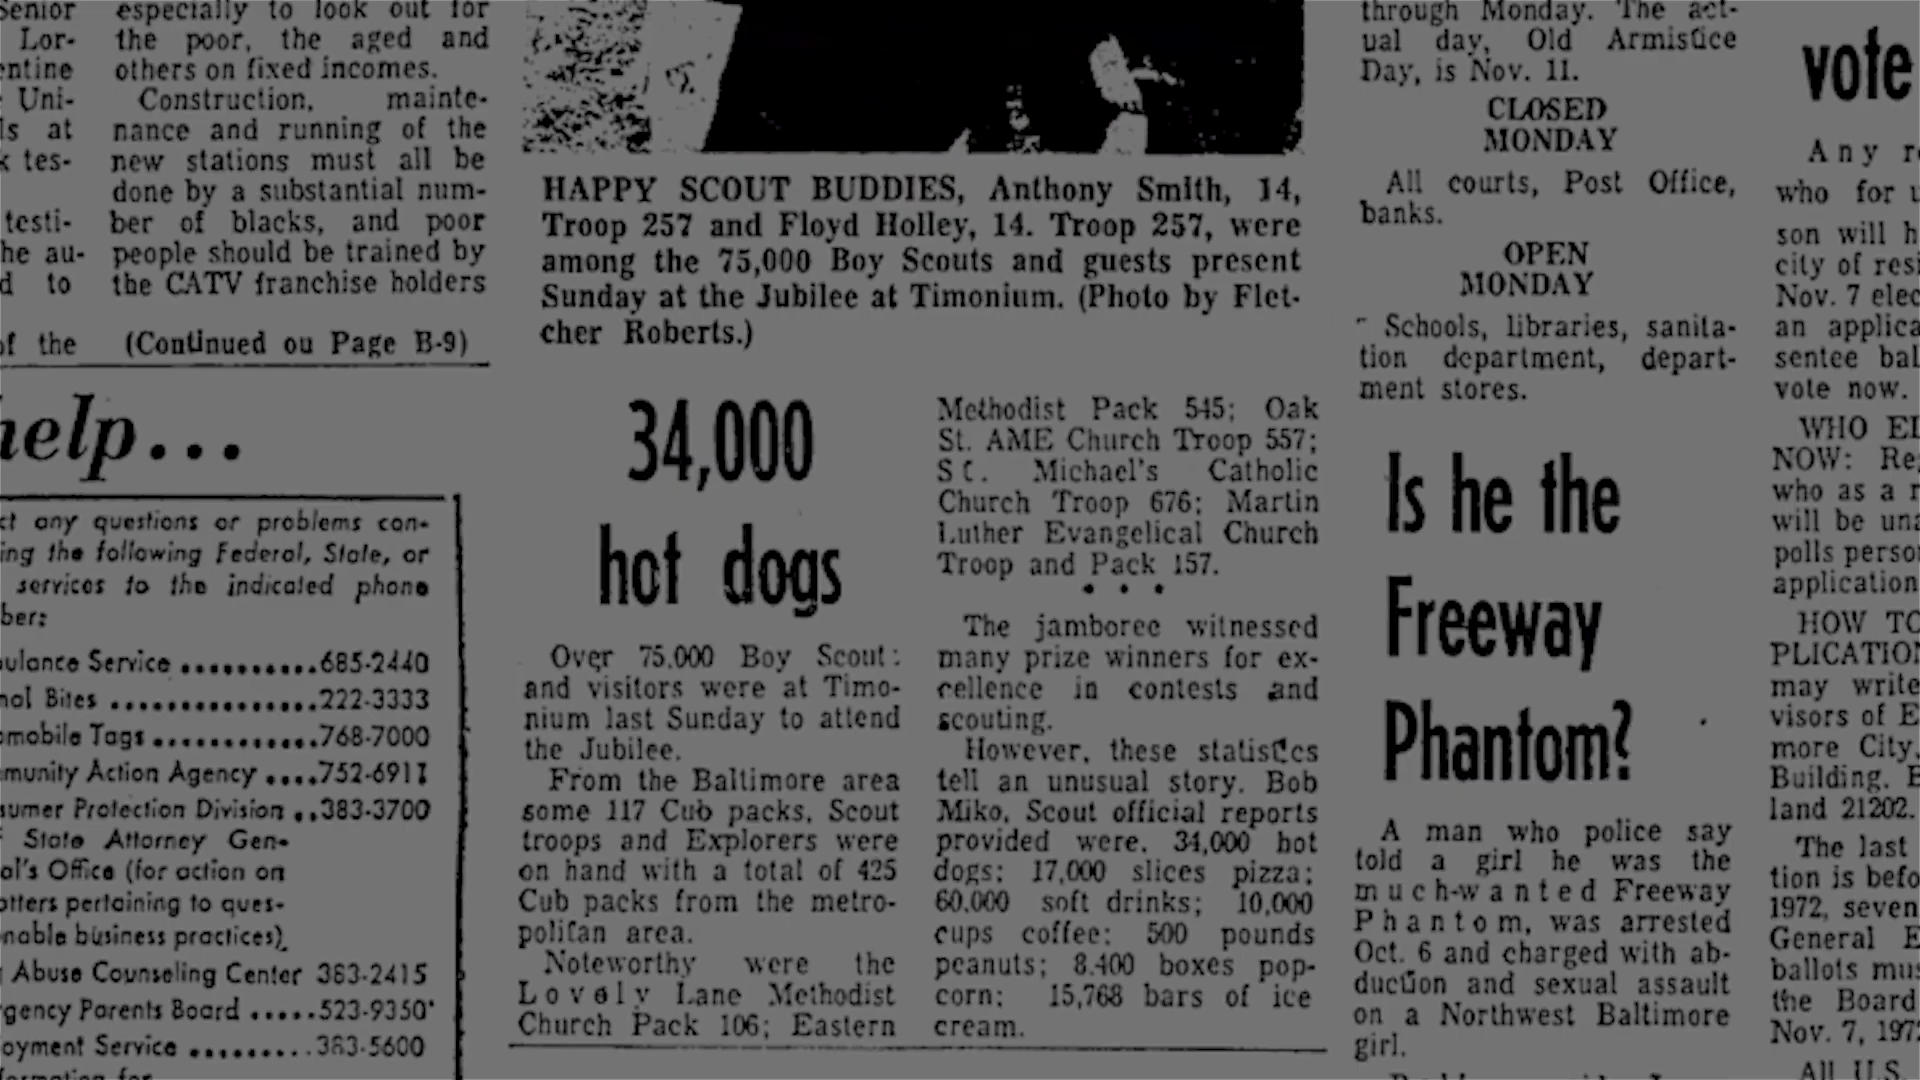 Senior
Lor-
entine
Uni-
ls at
k tes-
testi-
he au-
d to
of the
especially to look out for
the poor, the aged and
others on fixed incomes.
Construction, mainte-
nance and running of the
new stations must all be
done by a substantial num-
ber of blacks, and poor
people should be trained by
the CATV franchise holders
(Continued ou Page B-9)
help...
ct any questions or problems con-
ing the following Federal, State, or
services to the indicated phone
ber:
bulance Service ..........685-2440
mal Bites ...............222-3333
omobile Tags ............768-7000
munity Action Agency ....752-6911
sumer Protection Division ..383-3700
State Attorney Gen-
al's Office (for action on
atters pertaining to ques-
nable business practices)
Abuse Counseling Center 383-2415
rgency Parents Board .....523-9350
oyment Service .........383-5600
HAPPY SCOUT BUDDIES, Anthony Smith, 14,
Troop 257 and Floyd Holley, 14. Troop 257, were
among the 75,000 Boy Scouts and guests present
Sunday at the Jubilee at Timonium. (Photo by Flet-
cher Roberts.)
34,000
hot dogs
Over 75,000 Boy Scout:
and visitors were at Timo-
nium last Sunday to attend
the Jubilee.
From the Baltimore area
some 117 Cub packs, Scout
troops and Explorers were
on hand with a total of 425
Cub packs from the metro-
politan area.
Noteworthy were the
Lovely Lane Methodist
Church Pack 106; Eastern
Methodist Pack 545; Oak
St. AME Church Troop 557;
St. Michael's Catholic
Church Troop 676; Martin
Luther Evangelical Church
Troop and Pack 157.
• • •
The jamboree witnessed
many prize winners for ex-
cellence in contests and
scouting.
However, these statistics
tell an unusual story. Bob
Miko, Scout official reports
provided were, 34,000 hot
dogs; 17,000 slices pizza;
60,000 soft drinks; 10,000
cups coffee; 500 pounds
peanuts; 8,400 boxes pop-
corn; 15,768 bars of ice
cream.
through Monday. The act-
ual day, Old Armistice
Day, is Nov. 11.
CLOSED
MONDAY
All courts, Post Office,
banks.
OPEN
MONDAY
Schools, libraries, sanita-
tion department, depart-
ment stores.
Is he the
Freeway
Phantom?
A man who police say
told a girl he was the
much-wanted Freeway
Phantom, was arrested
Oct. 6 and charged with ab-
duction and sexual assault
on a Northwest Baltimore
girl.
vote
Any re
who for u
son will h
city of resi
Nov. 7 elec
an applica
sentee bal
vote now.
WHO EL
NOW: Reg
who as a r
will be una
polls person
application
HOW TO
PLICATION
may write
visors of E
more City,
Building. E
land 21202.
The last
tion is befo
1972, seven
General E
ballots mus
the Board
Nov. 7, 1972
All U.S.